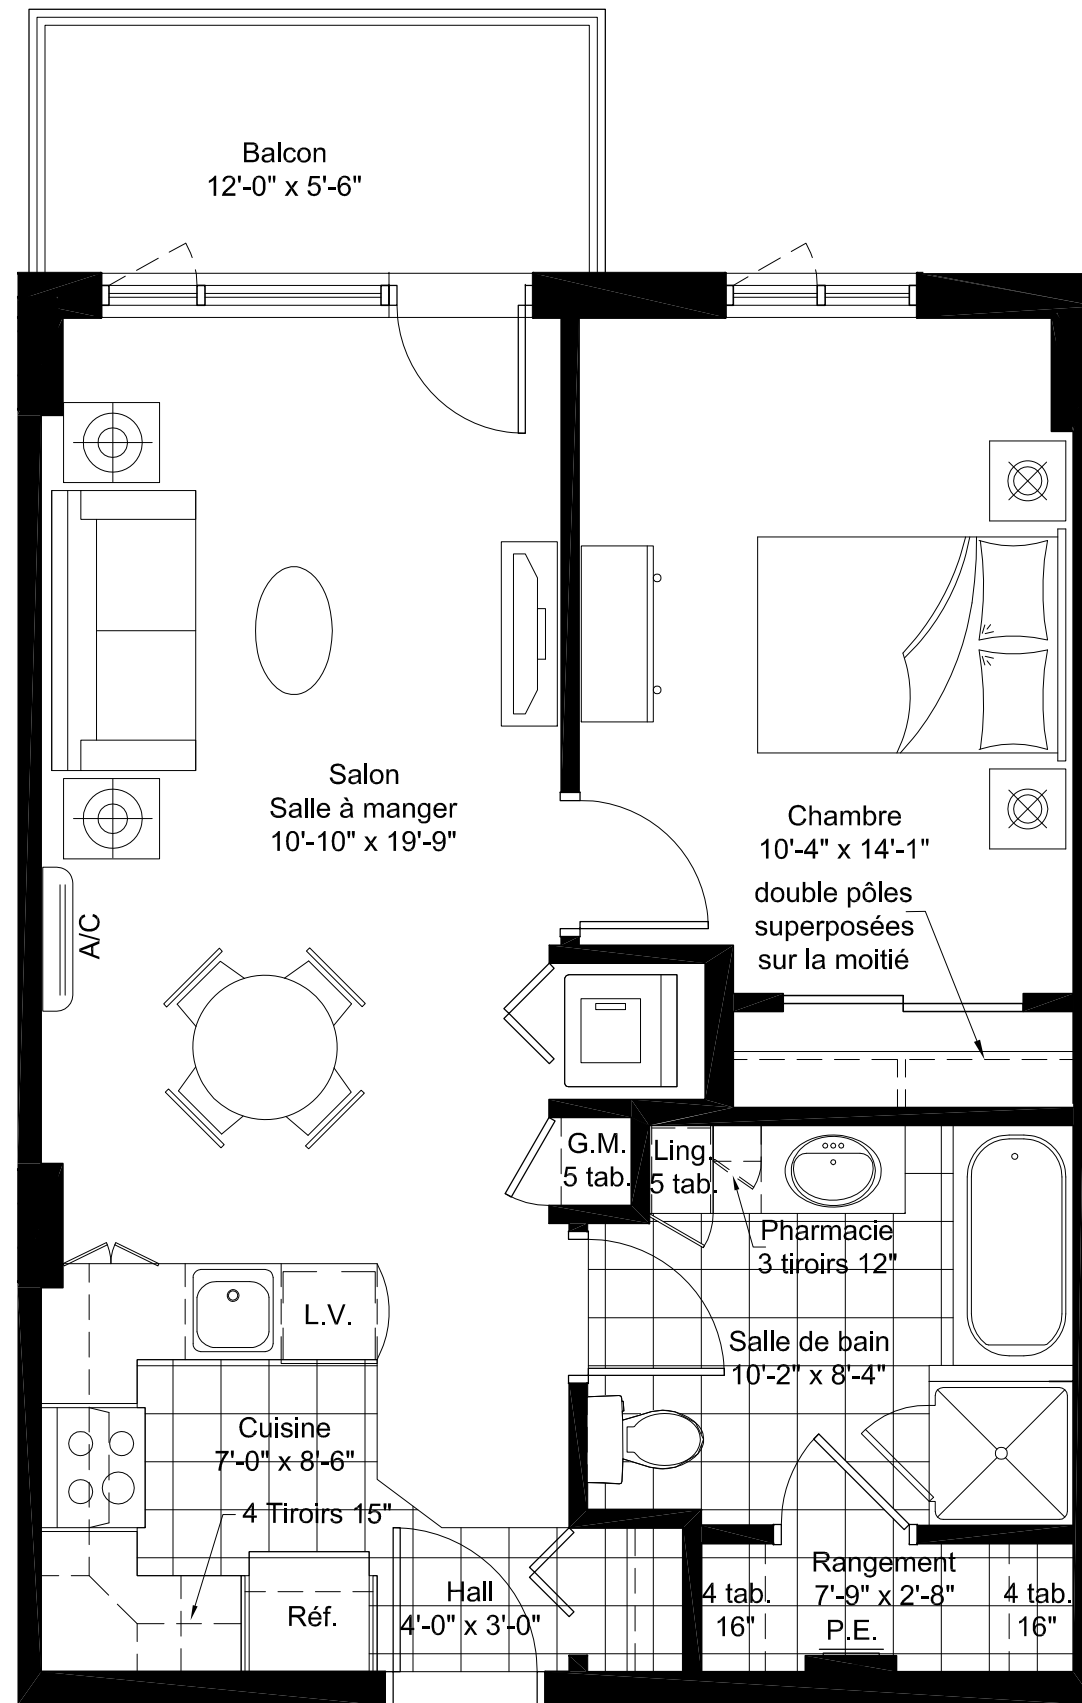 Balcon
12'-0" x 5'-6"
Salon
Salle à manger
10'-10" x 19'-9"
Chambre
10'-4" x 14'-1"
double pôles
superposées
sur la moitié
A/C
G.M.
5 tab.
Ling.
5 tab.
Pharmacie
3 tiroirs 12"
L.V.
Salle de bain
10'-2" x 8'-4"
Cuisine
7'-0" x 8'-6"
4 Tiroirs 15"
Réf.
Hall
4'-0" x 3'-0"
Rangement
7'-9" x 2'-8"
4 tab.
16"
P.E.
4 tab.
16"